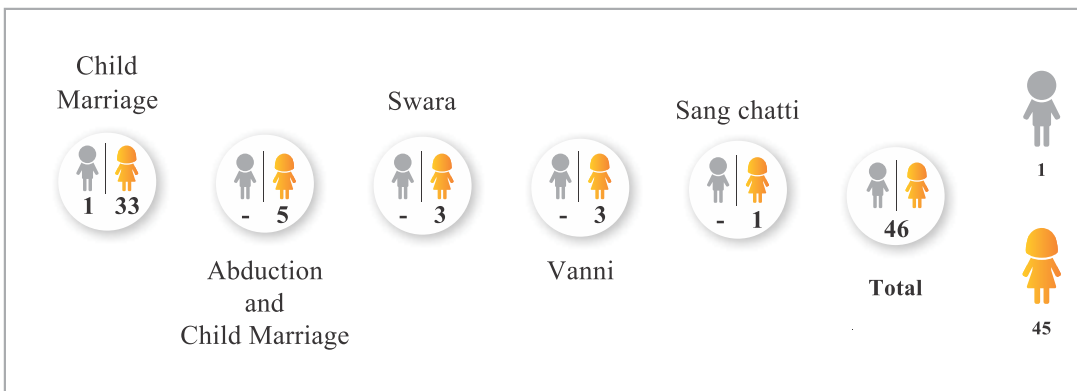 Child
Marriage
1 33
- 5
Abduction
and
Child Marriage
Swara
- 3
- 3
Vanni
Sang chatti
- 1
46
Total
1
45